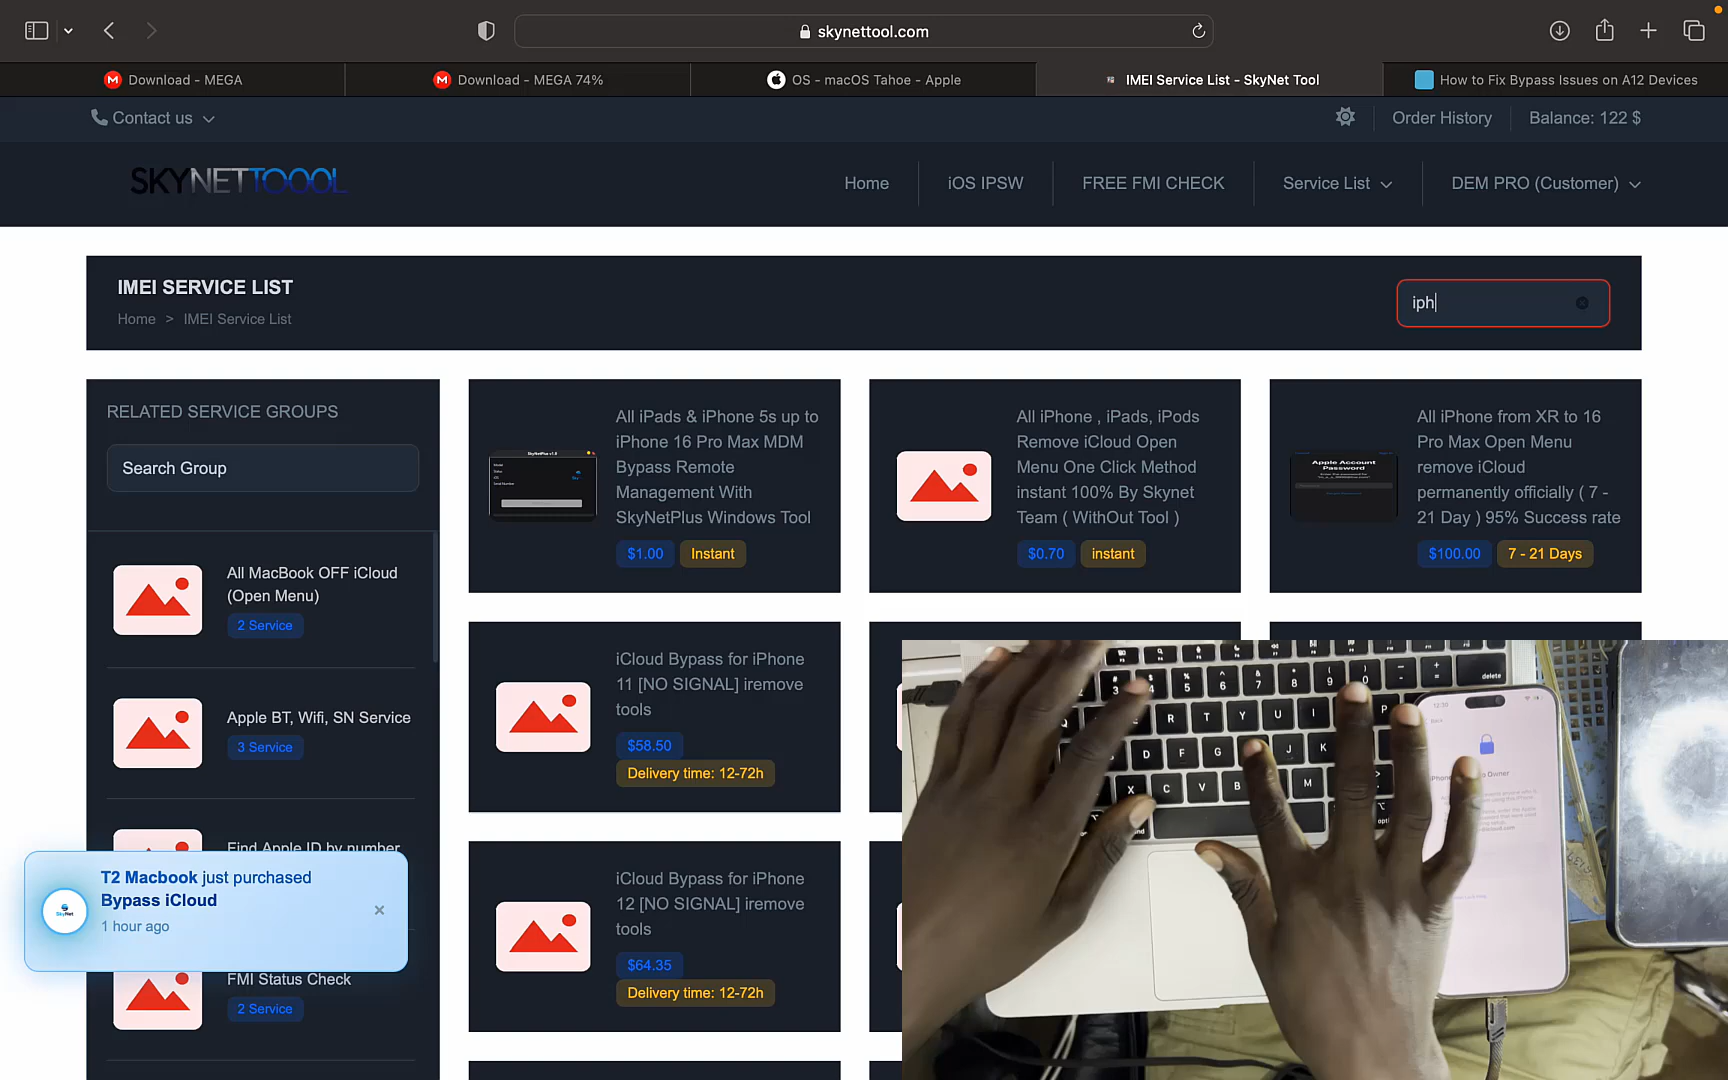 skynettool.com
Download - MEGA
Download - MEGA 74%
OS - macOS Tahoe - Apple
IMEI Service List - SkyNet Tool
How to Fix Bypass Issues on A12 Devices
Contact us
Order History
Balance: 122 $
SKYNETTOOOL
Home
iOS IPSW
FREE FMI CHECK
Service List
DEM PRO (Customer)
IMEI SERVICE LIST
Home > IMEI Service List
iph
RELATED SERVICE GROUPS
Search Group
All MacBook OFF iCloud
(Open Menu)
2 Service
Apple BT, Wifi, SN Service
3 Service
Find Apple ID by number
T2 Macbook just purchased
Bypass iCloud
1 hour ago
FMI Status Check
2 Service
All iPads & iPhone 5s up to
iPhone 16 Pro Max MDM
Bypass Remote
Management With
SkyNetPlus Windows Tool
$1.00
Instant
All iPhone , iPads, iPods
Remove iCloud Open
Menu One Click Method
instant 100% By Skynet
Team ( WithOut Tool )
$0.70
instant
Apple Account
Password
All iPhone from XR to 16
Pro Max Open Menu
remove iCloud
permanently officially ( 7 -
21 Day ) 95% Success rate
$100.00
7 - 21 Days
iCloud Bypass for iPhone
11 [NO SIGNAL] iremove
tools
$58.50
Delivery time: 12-72h
iCloud Bypass for iPhone
12 [NO SIGNAL] iremove
tools
$64.35
Delivery time: 12-72h
delete
R T Y U I P
D F G J K
X C V B M
12:30